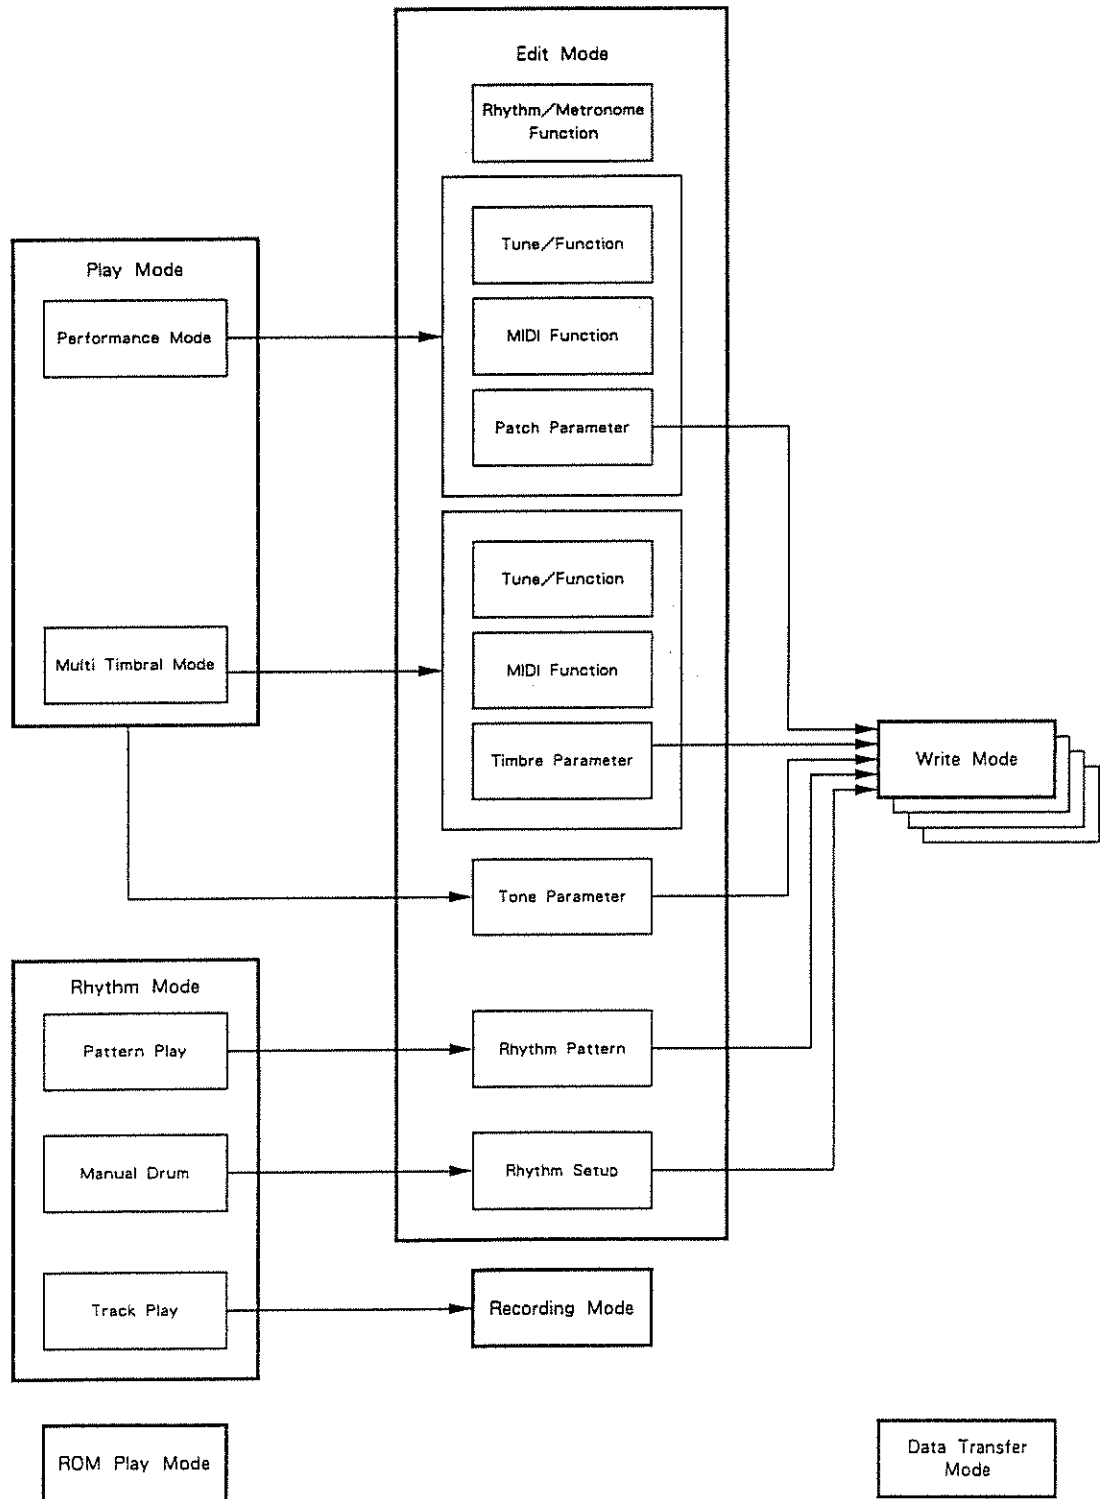 Edit Mode
Rhythm/Metronome
Function
Tune/Function
MIDI Function
Patch Parameter
Play Mode
Performance Mode
Multi Timbral Mode
Tune/Function
MIDI Function
Timbre Parameter
Write Mode
Tone Parameter
Rhythm Mode
Pattern Play
Rhythm Pattern
Manual Drum
Rhythm Setup
Track Play
Recording Mode
ROM Play Mode
Data Transfer
Mode